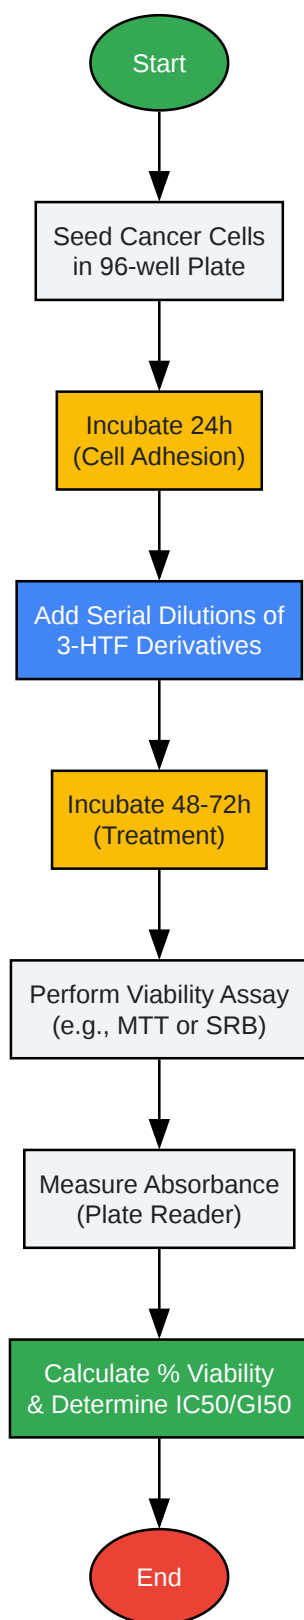 Start
Seed Cancer Cells
in 96-well Plate
Incubate 24h
(Cell Adhesion)
Add Serial Dilutions of
3-HTF Derivatives
Incubate 48-72h
(Treatment)
Perform Viability Assay
(e.g., MTT or SRB)
Measure Absorbance
(Plate Reader)
Calculate % Viability
& Determine IC50/GI50
End